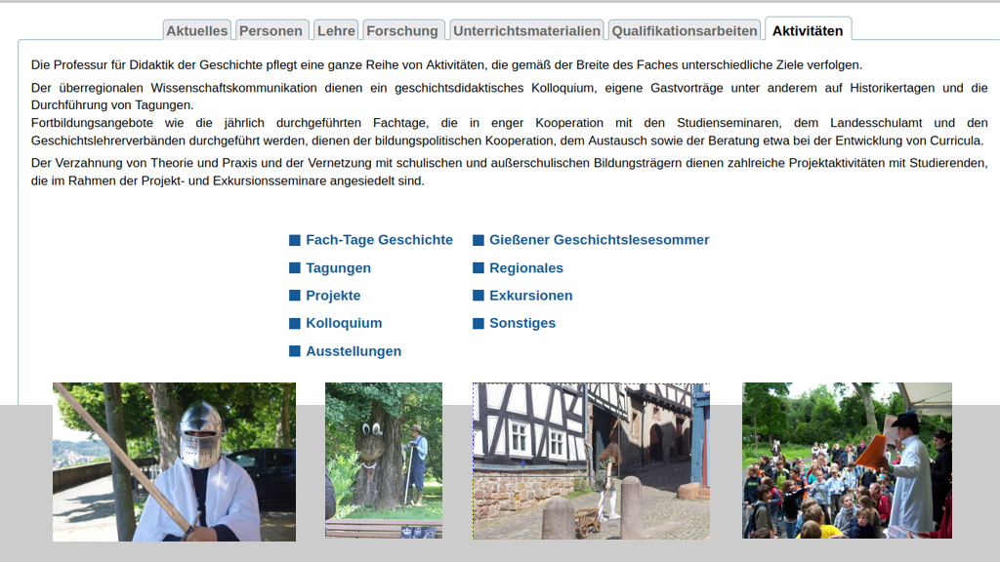 Aktuelles Personen Lehre Forschung Unterrichtsmaterialien Qualifikationsarbeiten Aktivitäten
Die Professur für Didaktik der Geschichte pflegt eine ganze Reihe von Aktivitäten, die gemäß der Breite des Faches unterschiedliche Ziele verfolgen.
Der überregionalen Wissenschaftskommunikation dienen ein geschichtsdidaktisches Kolloquium, eigene Gastvorträge unter anderem auf Historikertagen und die
Durchführung von Tagungen.
Fortbildungsangebote wie die jährlich durchgeführten Fachtage, die in enger Kooperation mit den Studienseminaren, dem Landesschulamt und den
Geschichtslehrerverbänden durchgeführt werden, dienen der bildungspolitischen Kooperation, dem Austausch sowie der Beratung etwa bei der Entwicklung von Curricula.
Der Verzahnung von Theorie und Praxis und der Vernetzung mit schulischen und außerschulischen Bildungsträgern dienen zahlreiche Projektaktivitäten mit Studierenden,
die im Rahmen der Projekt- und Exkursionsseminare angesiedelt sind.
Fach-Tage Geschichte
Tagungen
Projekte
Kolloquium
Ausstellungen
Gießener Geschichtslesesommer
Regionales
Exkursionen
Sonstiges